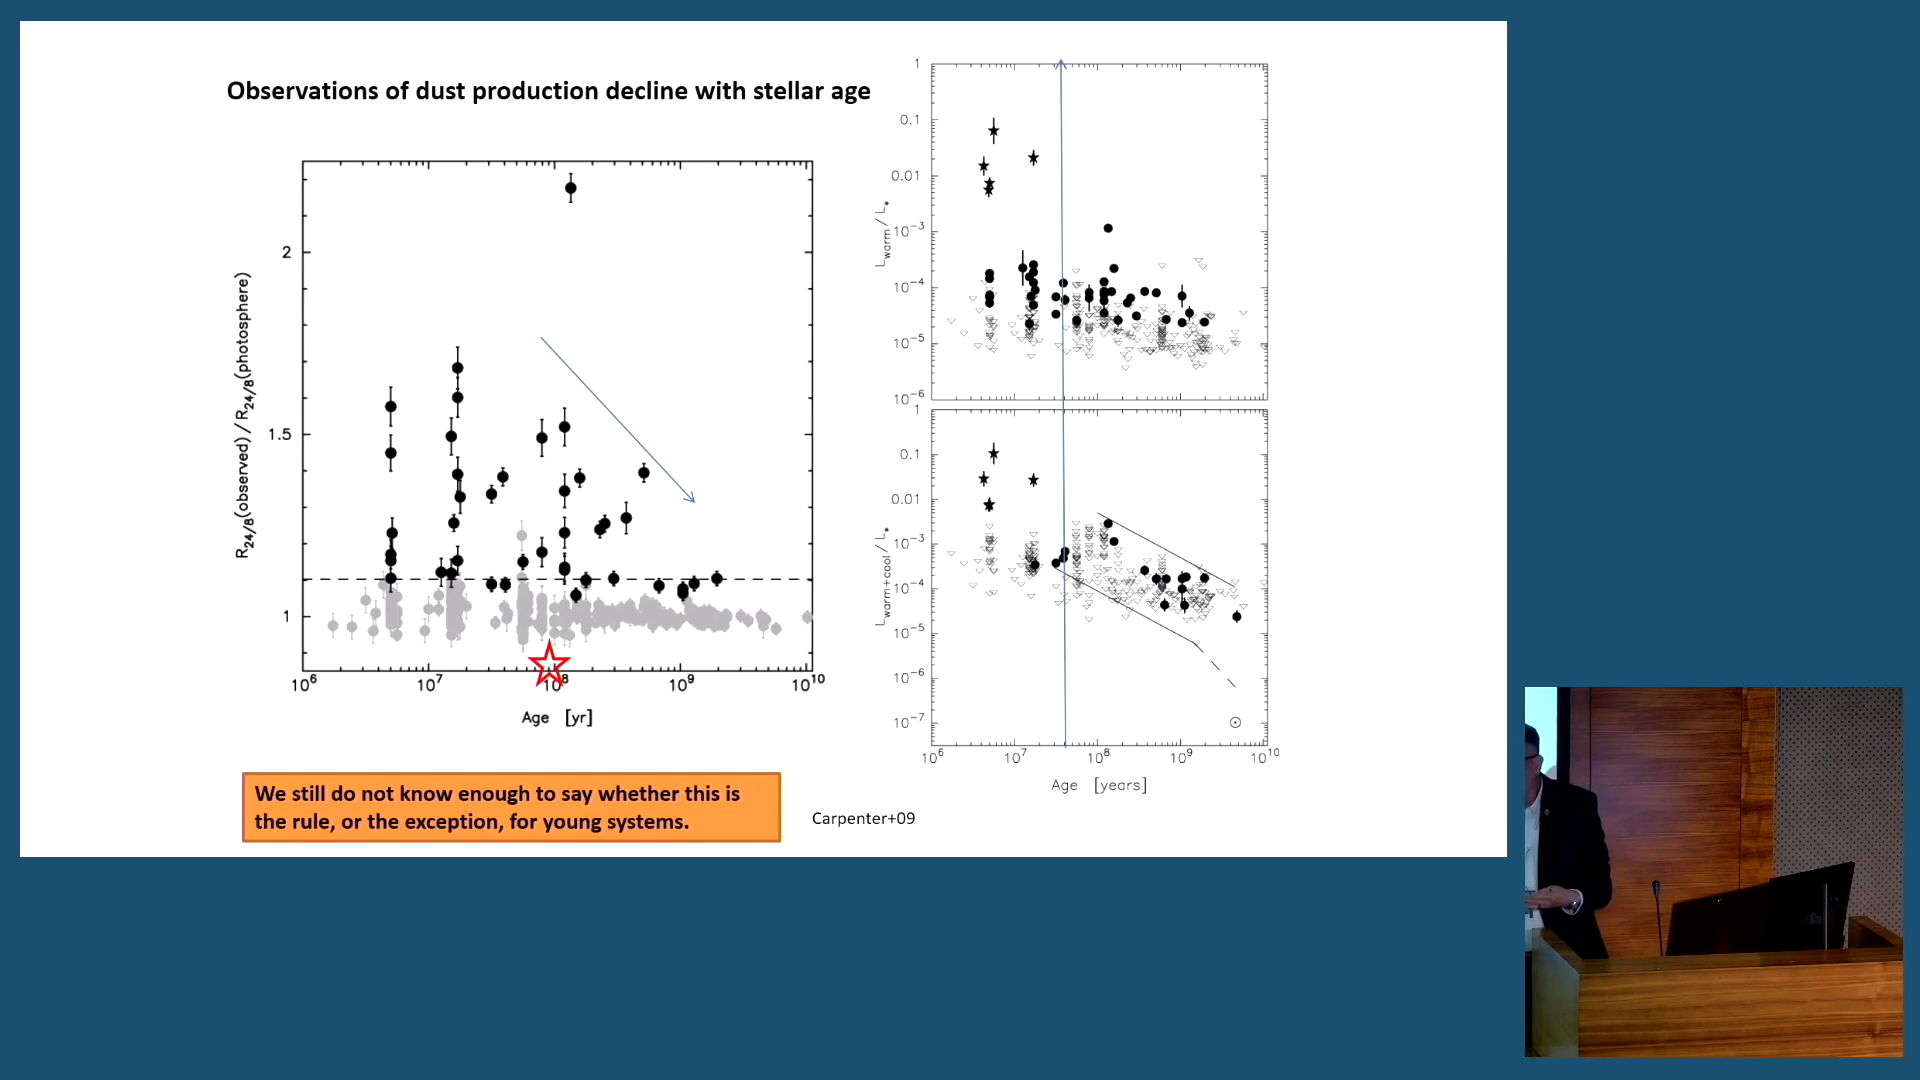 Observations of dust production decline with stellar age
R24/8(observed) / R24/8(photosphere)
2
1.5
1
10^6 10^7 10^8 10^9 10^10
Age [yr]
We still do not know enough to say whether this is
the rule, or the exception, for young systems.
Carpenter+09
L_warm / L_*
1
0.1
0.01
10^-3
10^-4
10^-5
10^-6
L_warm+cool / L_*
1
0.1
0.01
10^-3
10^-4
10^-5
10^-6
10^-7
10^6 10^7 10^8 10^9 10^10
Age [years]